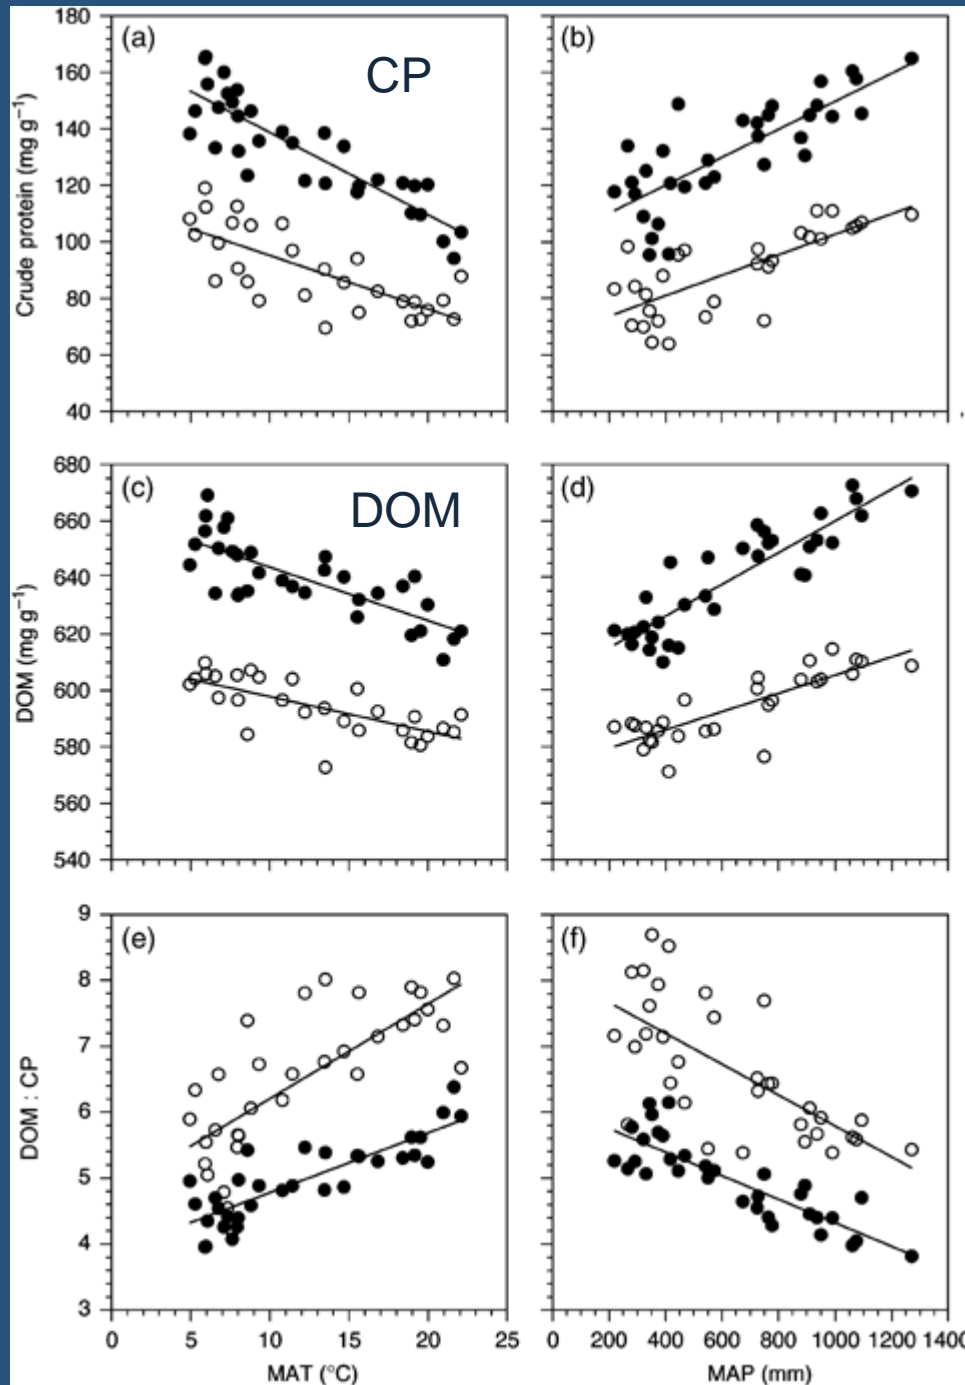 (a)
CP
(b)
180
160
140
120
100
80
60
40
Crude protein (mg g⁻¹)
(c)
DOM
(d)
680
660
640
620
600
580
560
540
DOM (mg g⁻¹)
(e)
(f)
9
8
7
6
5
4
3
DOM : CP
0 5 10 15 20 25
0 200 400 600 800 1000 1200 1400
MAT (°C)
MAP (mm)